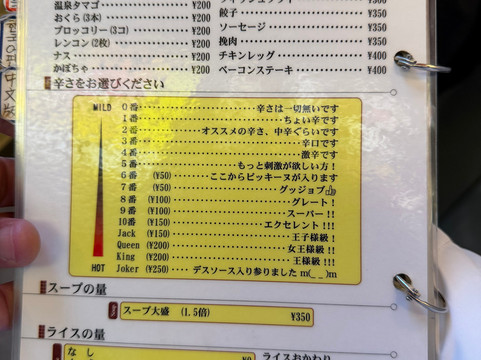 温泉タマゴ ¥200
おくら(3本) ¥200
ブロッコリー(3コ) ¥200
レンコン(2枚) ¥200
ナス ¥200
かぼちゃ ¥200
餃子 ¥350
ソーセージ ¥350
挽肉 ¥350
チキンレッグ ¥400
ベーコンステーキ ¥400
辛さをお選びください
MILD
0番 辛さは一切無いです
1番 ちょい辛です
2番 オススメの辛さ、中辛ぐらいです
3番 辛口です
4番 激辛です
5番 もっと刺激が欲しい方！
6番 (¥50) ここからピッキーヌが入ります
7番 (¥50) グッジョブ
8番 (¥100) グレート！
9番 (¥100) スーパー!!
10番 (¥150) エクセレント!!!
Jack (¥150) 王子様級！
Queen (¥200) 女王様級!!
King (¥200) 王様級!!!
HOT
Joker (¥250) デスソース入り参りました m(_ _)m
スープの量
スープ大盛 (1.5倍) ¥350
ライスの量
なし ¥0
ライスおかわり